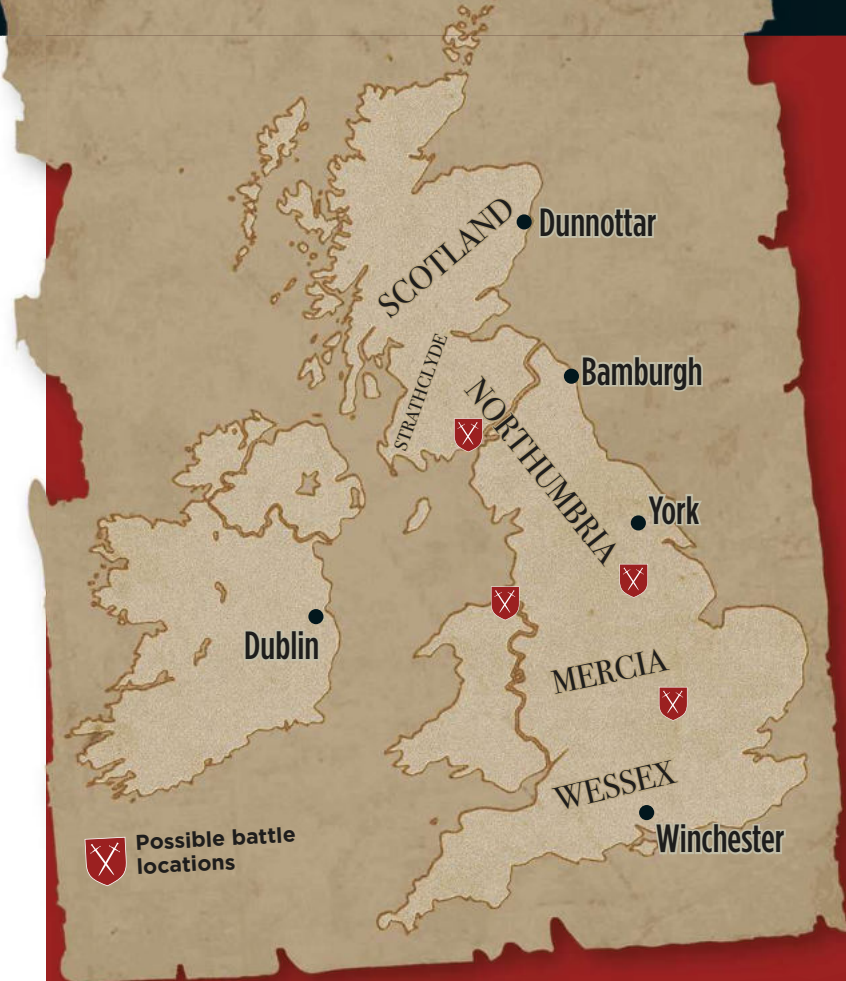 SCOTLAND
Dunnottar
STRATHCLYDE
Bamburgh
NORTHUMBRIA
York
Dublin
MERCIA
WESSEX
Winchester
Possible battle
locations